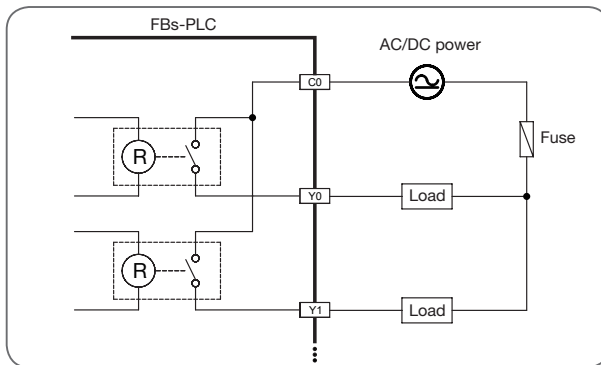 FBs-PLC
AC/DC power
C0
Fuse
R
Y0
Load
R
Y1
Load